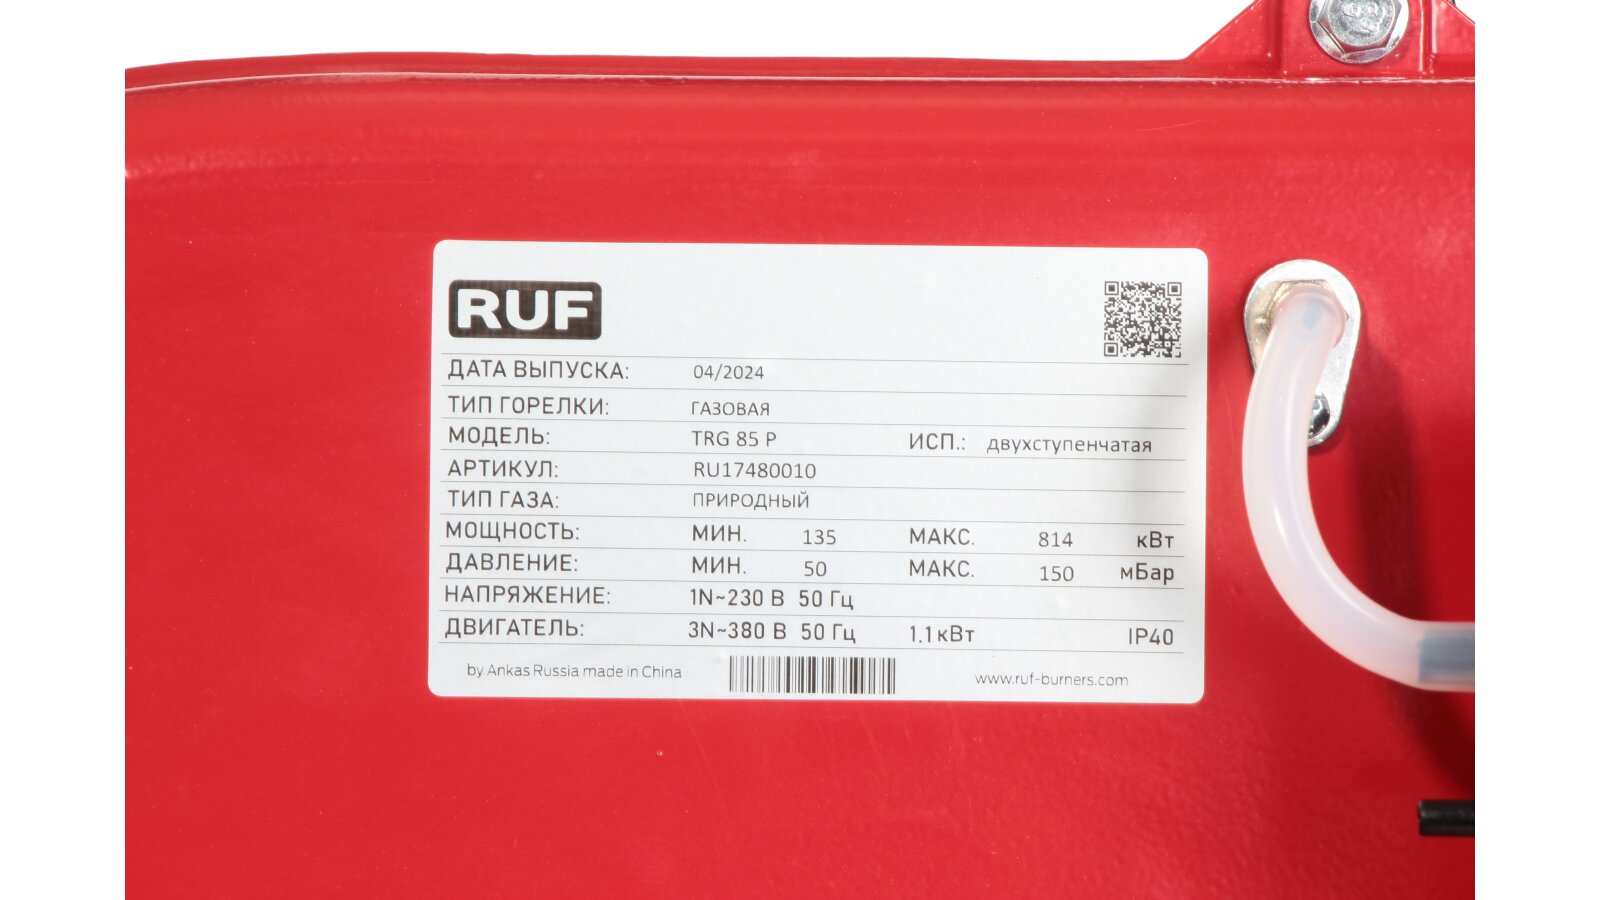 RUF
ДАТА ВЫПУСКА: 04/2024
ТИП ГОРЕЛКИ: ГАЗОВАЯ
МОДЕЛЬ: TRG 85 P ИСП.: двухступенчатая
АРТИКУЛ: RU17480010
ТИП ГАЗА: ПРИРОДНЫЙ
МОЩНОСТЬ: МИН. 135 МАКС. 814 кВт
ДАВЛЕНИЕ: МИН. 50 МАКС. 150 мБар
НАПРЯЖЕНИЕ: 1N~230 В 50 Гц
ДВИГАТЕЛЬ: 3N~380 В 50 Гц 1.1 кВт IP40
by Ankas Russia made in China www.ruf-burners.com